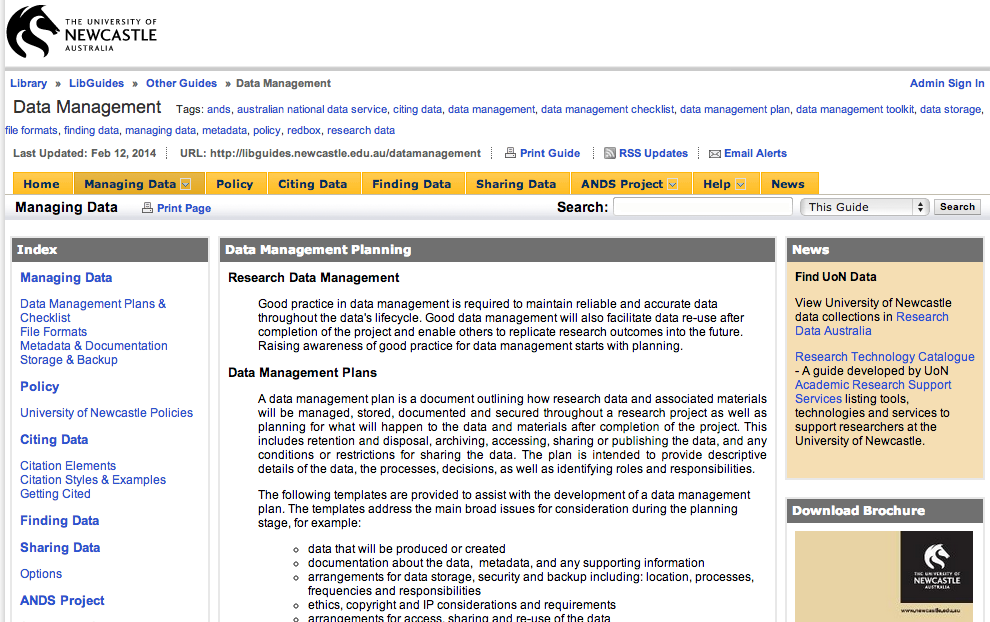 THE UNIVERSITY OF
NEWCASTLE
AUSTRALIA
Library » LibGuides » Other Guides » Data Management
Admin Sign In
Data Management Tags: ands, australian national data service, citing data, data management, data management checklist, data management plan, data management toolkit, data storage,
file formats, finding data, managing data, metadata, policy, redbox, research data
Last Updated: Feb 12, 2014 URL: http://libguides.newcastle.edu.au/datamanagement Print Guide RSS Updates Email Alerts
Home Managing Data Policy Citing Data Finding Data Sharing Data ANDS Project Help News
Managing Data Print Page Search: This Guide Search
Index
Managing Data
Data Management Plans &
Checklist
File Formats
Metadata & Documentation
Storage & Backup
Policy
University of Newcastle Policies
Citing Data
Citation Elements
Citation Styles & Examples
Getting Cited
Finding Data
Sharing Data
Options
ANDS Project
Data Management Planning
Research Data Management
Good practice in data management is required to maintain reliable and accurate data
throughout the data's lifecycle. Good data management will also facilitate data re-use after
completion of the project and enable others to replicate research outcomes into the future.
Raising awareness of good practice for data management starts with planning.
Data Management Plans
A data management plan is a document outlining how research data and associated materials
will be managed, stored, documented and secured throughout a research project as well as
planning for what will happen to the data and materials after completion of the project. This
includes retention and disposal, archiving, accessing, sharing or publishing the data, and any
conditions or restrictions for sharing the data. The plan is intended to provide descriptive
details of the data, the processes, decisions, as well as identifying roles and responsibilities.
The following templates are provided to assist with the development of a data management
plan. The templates address the main broad issues for consideration during the planning
stage, for example:
data that will be produced or created
documentation about the data, metadata, and any supporting information
arrangements for data storage, security and backup including: location, processes,
frequencies and responsibilities
ethics, copyright and IP considerations and requirements
arrangements for access, sharing and re-use of the data
News
Find UoN Data
View University of Newcastle
data collections in Research
Data Australia
Research Technology Catalogue
- A guide developed by UoN
Academic Research Support
Services listing tools,
technologies and services to
support researchers at the
University of Newcastle.
Download Brochure
THE UNIVERSITY OF
NEWCASTLE
AUSTRALIA
www.newcastle.edu.au